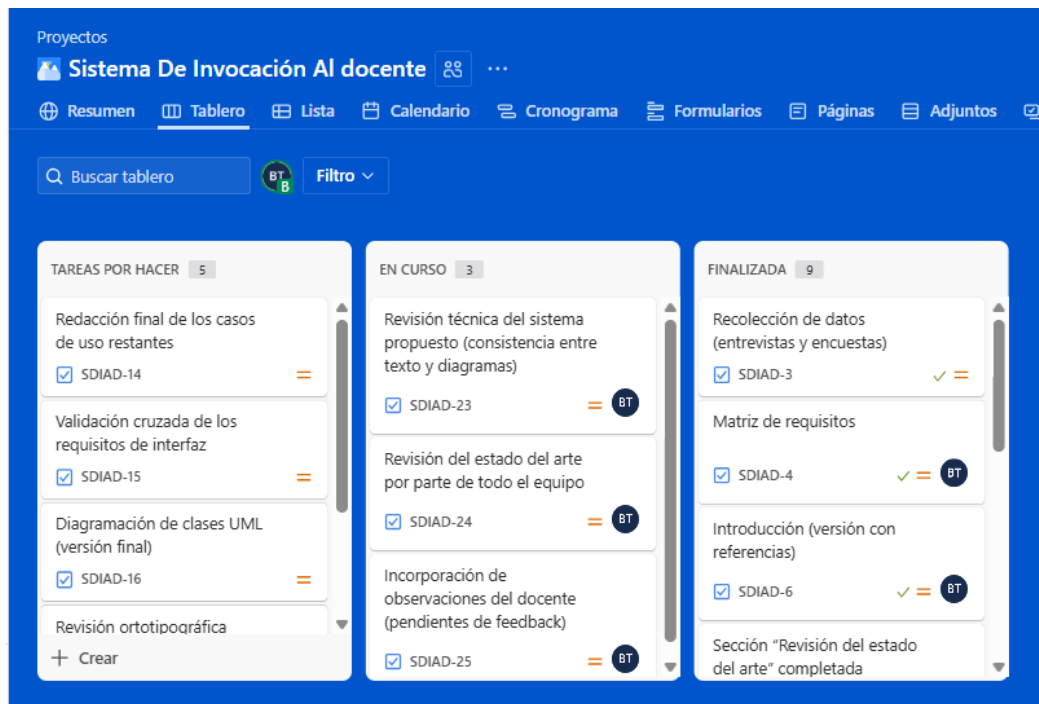 Proyectos
Sistema De Invocación Al docente
Resumen Tablero Lista Calendario Cronograma Formularios Páginas Adjuntos
Buscar tablero BT B Filtro
TAREAS POR HACER 5
Redacción final de los casos
de uso restantes
SDIAD-14
Validación cruzada de los
requisitos de interfaz
SDIAD-15
Diagramación de clases UML
(versión final)
SDIAD-16
Revisión ortotipográfica
Crear
EN CURSO 3
Revisión técnica del sistema
propuesto (consistencia entre
texto y diagramas)
SDIAD-23 BT
Revisión del estado del arte
por parte de todo el equipo
SDIAD-24 BT
Incorporación de
observaciones del docente
(pendientes de feedback)
SDIAD-25 BT
FINALIZADA 9
Recolección de datos
(entrevistas y encuestas)
SDIAD-3
Matriz de requisitos
SDIAD-4 BT
Introducción (versión con
referencias)
SDIAD-6 BT
Sección “Revisión del estado
del arte” completada